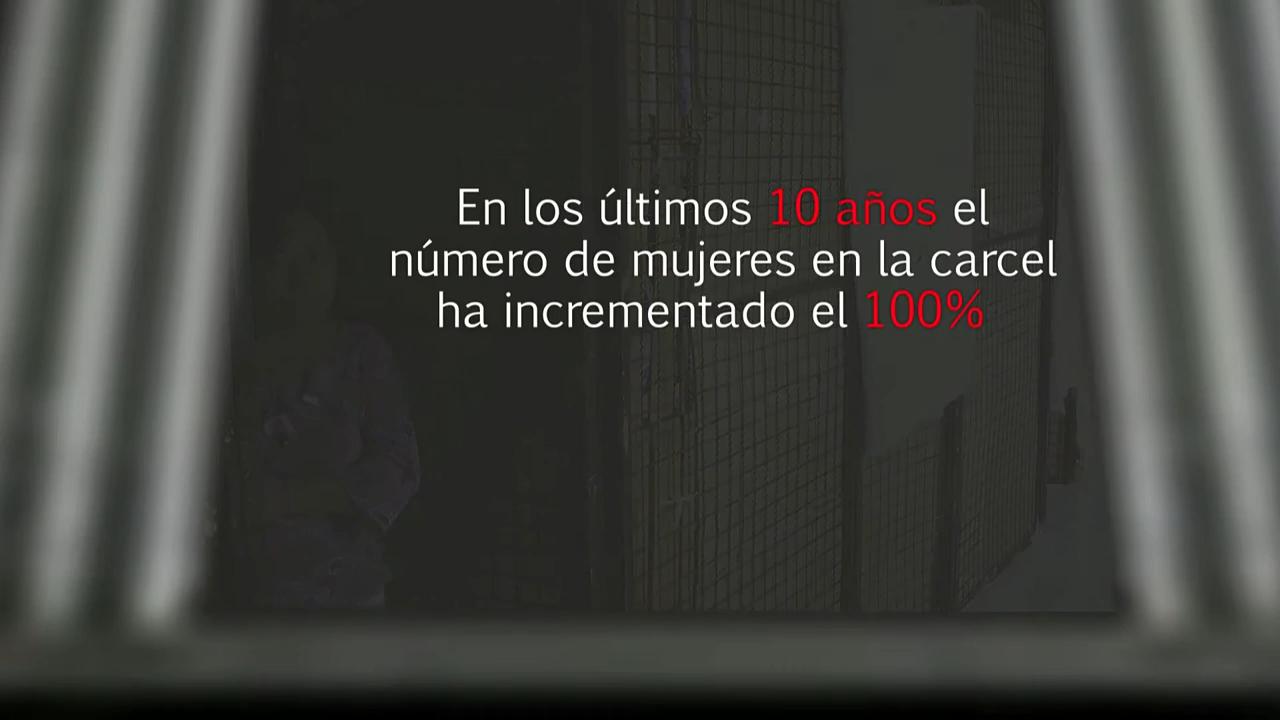 En los últimos 10 años el
número de mujeres en la carcel
ha incrementado el 100%